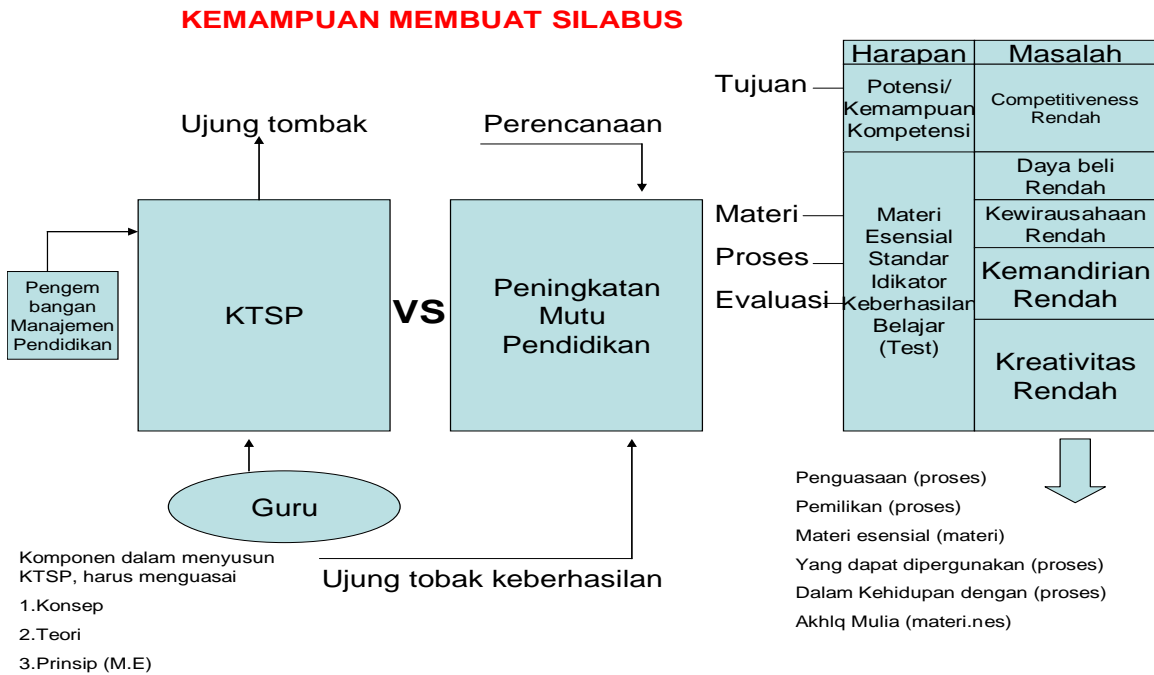 KEMAMPUAN MEMBUAT SILABUS
Ujung tombak
Perencanaan
Pengem
bangan
Manajemen
Pendidikan
KTSP
VS
Peningkatan
Mutu
Pendidikan
Guru
Komponen dalam menyusun
KTSP, harus menguasai
1.Konsep
2.Teori
3.Prinsip (M.E)
Ujung tobak keberhasilan
Tujuan
Materi
Proses
Evaluasi
Harapan
Masalah
Potensi/
Kemampuan
Kompetensi
Competitiveness
Rendah
Materi
Esensial
Standar
Idikator
Keberhasilan
Belajar
(Test)
Daya beli
Rendah
Kewirausahaan
Rendah
Kemandirian
Rendah
Kreativitas
Rendah
Penguasaan (proses)
Pemilikan (proses)
Materi esensial (materi)
Yang dapat dipergunakan (proses)
Dalam Kehidupan dengan (proses)
Akhlq Mulia (materi.nes)